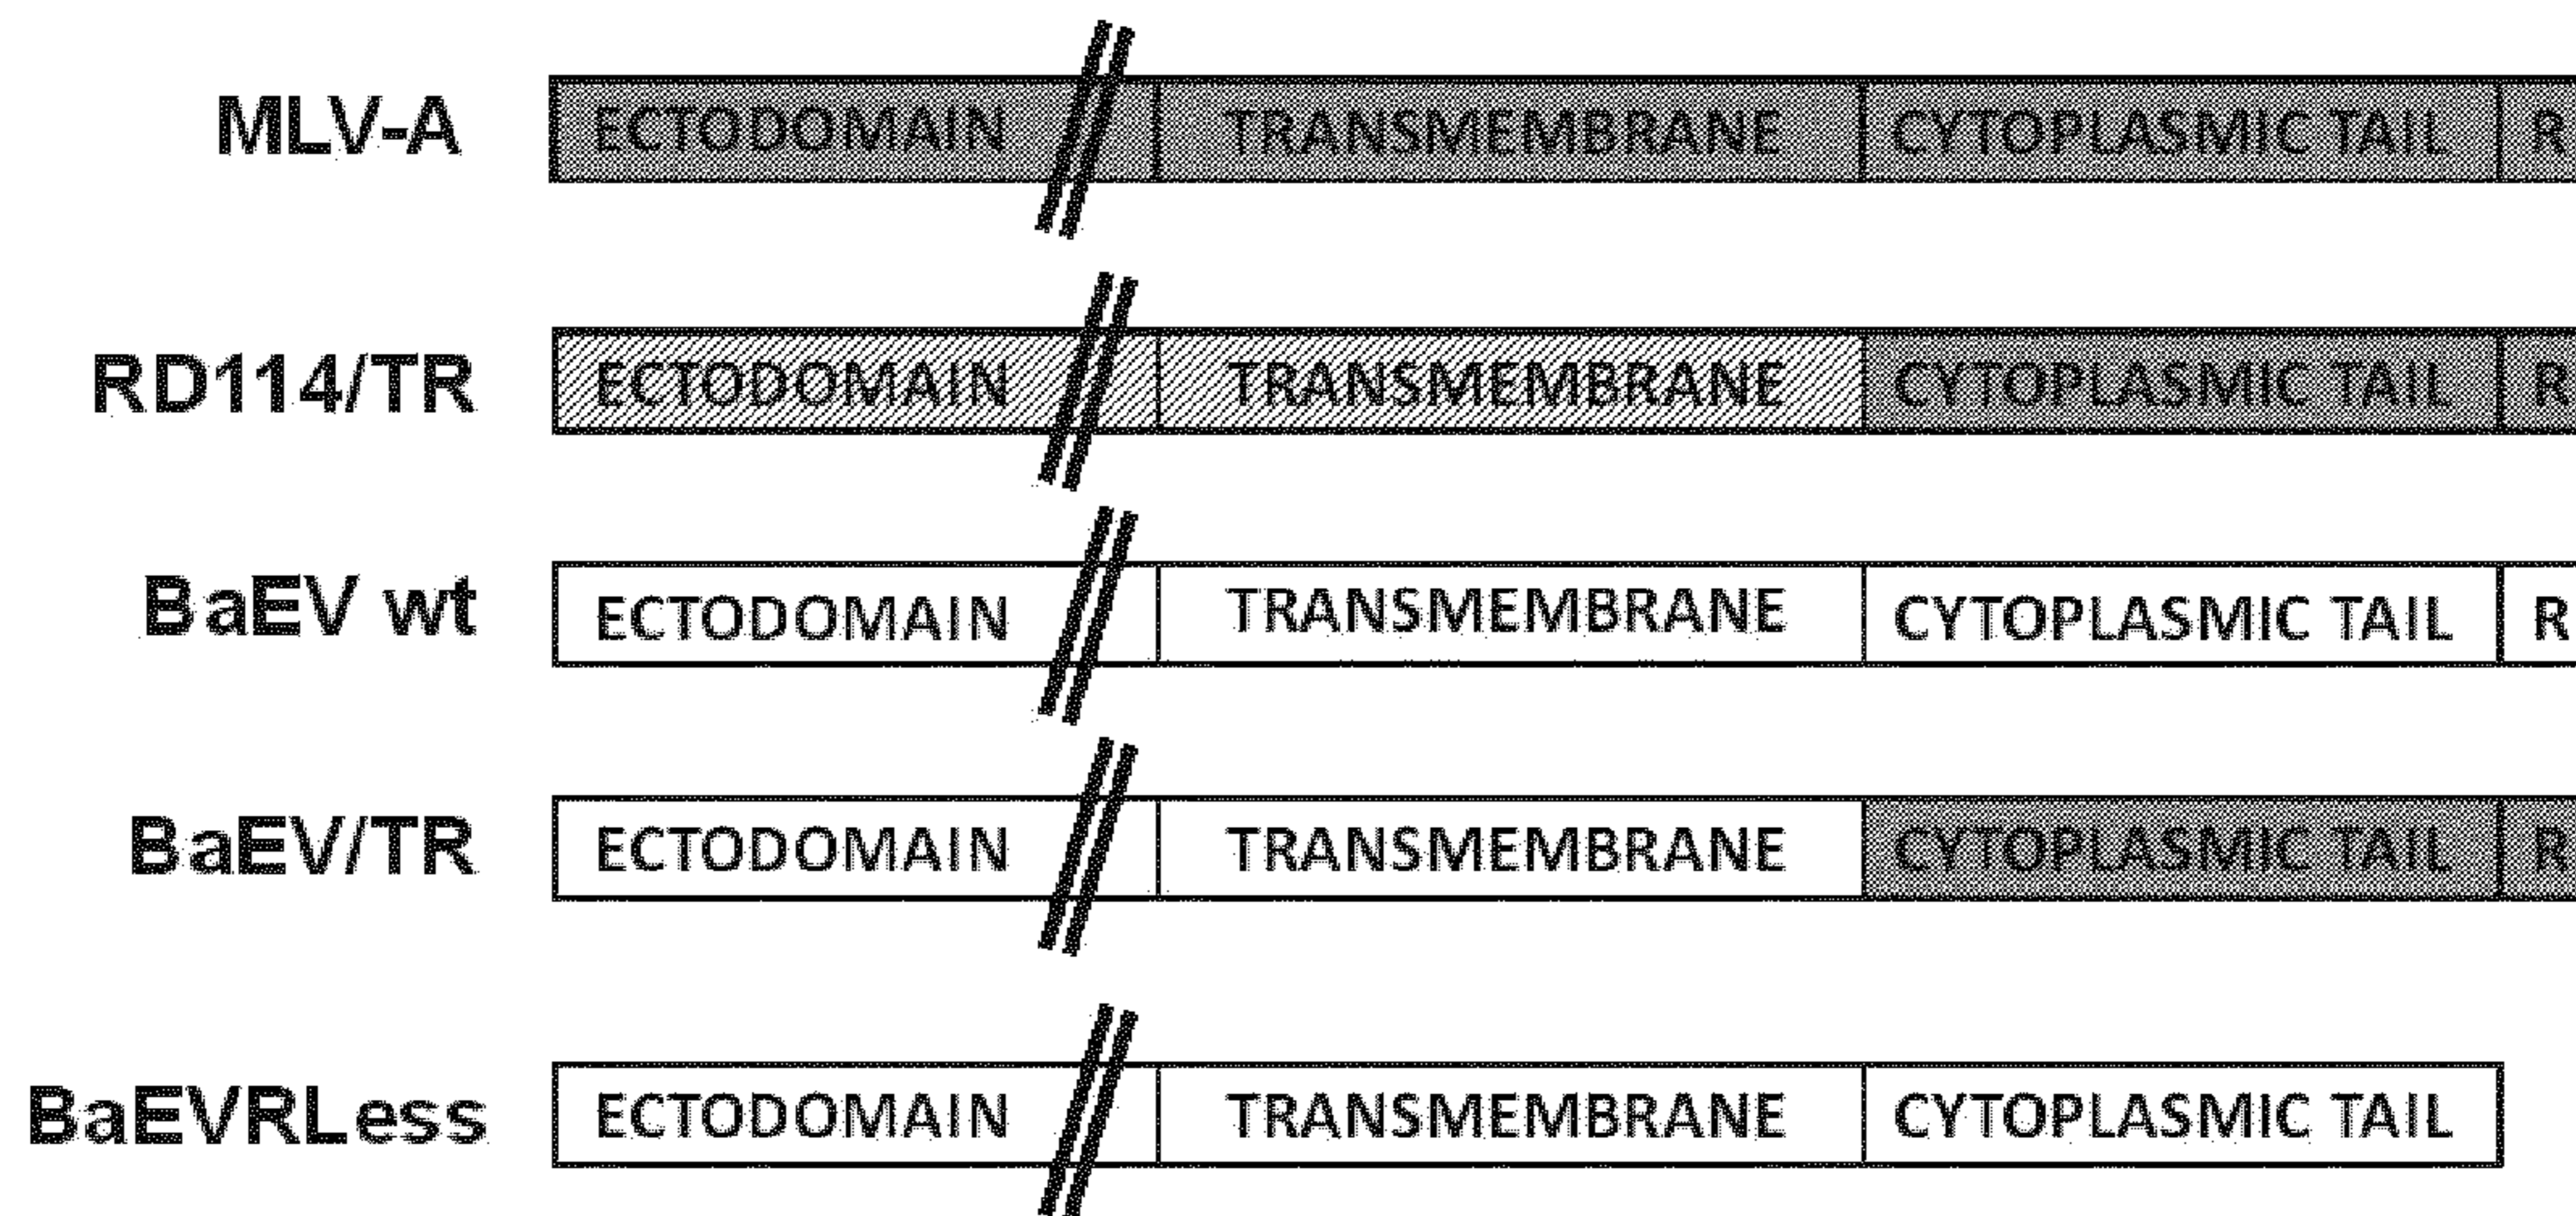 MLV-A ECTODOMAIN TRANSMEMBRANE CYTOPLASMIC TAIL R
RD114/TR ECTODOMAIN TRANSMEMBRANE CYTOPLASMIC TAIL R
BaEV wt ECTODOMAIN TRANSMEMBRANE CYTOPLASMIC TAIL R
BaEV/TR ECTODOMAIN TRANSMEMBRANE CYTOPLASMIC TAIL R
BaEVRLess ECTODOMAIN TRANSMEMBRANE CYTOPLASMIC TAIL